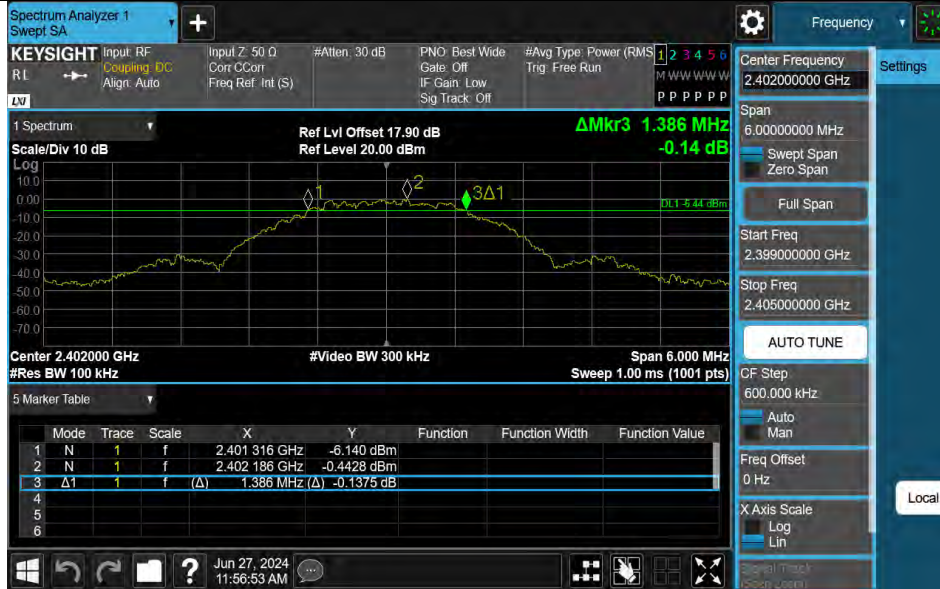 Spectrum Analyzer 1
Swept SA
+
Frequency
KEYSIGHT
RL
LXI
Input: RF
Coupling: DC
Align: Auto
Input Z: 50 Ω
Corr CCorr
Freq Ref: Int (S)
#Atten: 30 dB
PNO: Best Wide
Gate: Off
IF Gain: Low
Sig Track: Off
#Avg Type: Power (RMS
Trig: Free Run
1 2 3 4 5 6
M W W W W W
P P P P P P
1 Spectrum
Scale/Div 10 dB
Ref Lvl Offset 17.90 dB
Ref Level 20.00 dBm
ΔMkr3 1.386 MHz
-0.14 dB
Log
10.0
0.00
-10.0
-20.0
-30.0
-40.0
-50.0
-60.0
-70.0
1
2
3Δ1
DL1 -6.44 dBm
Center 2.402000 GHz
#Video BW 300 kHz
Span 6.000 MHz
#Res BW 100 kHz
Sweep 1.00 ms (1001 pts)
5 Marker Table
Mode Trace Scale X Y Function Function Width Function Value
1 N 1 f 2.401 316 GHz -6.140 dBm
2 N 1 f 2.402 186 GHz -0.4428 dBm
3 Δ1 1 f (Δ) 1.386 MHz (Δ) -0.1375 dB
4
5
6
Jun 27, 2024
11:56:53 AM
?
Center Frequency
2.402000000 GHz
Settings
Span
6.00000000 MHz
Swept Span
Zero Span
Full Span
Start Freq
2.399000000 GHz
Stop Freq
2.405000000 GHz
AUTO TUNE
CF Step
600.000 kHz
Auto
Man
Freq Offset
0 Hz
Local
X Axis Scale
Log
Lin
Signal Track
(Span Zoom)